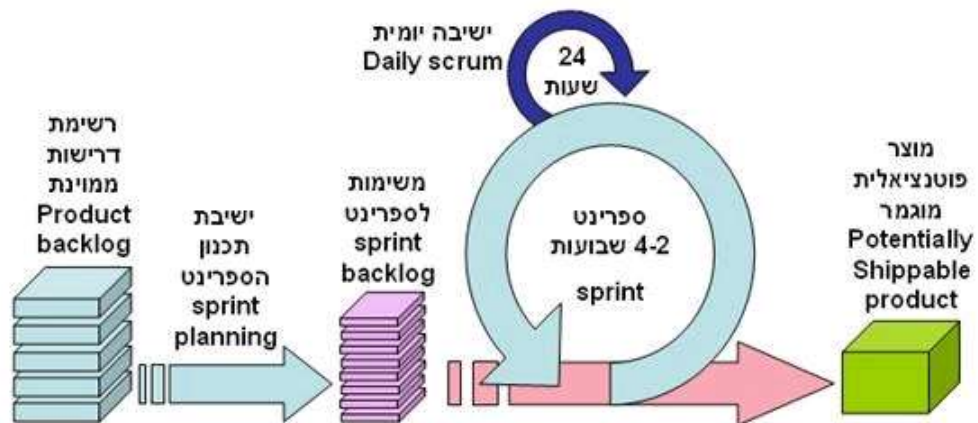 ישיבה יומית
Daily scrum
24
שעות
רשימת
דרישות
ממוינת
Product
backlog
ישיבת
תכנון
הספרינט
sprint
planning
משימות
לספרינט
sprint
backlog
ספרינט
4-2 שבועות
sprint
מוצר
פוטנציאלית
מוגמר
Potentially
Shippable
product